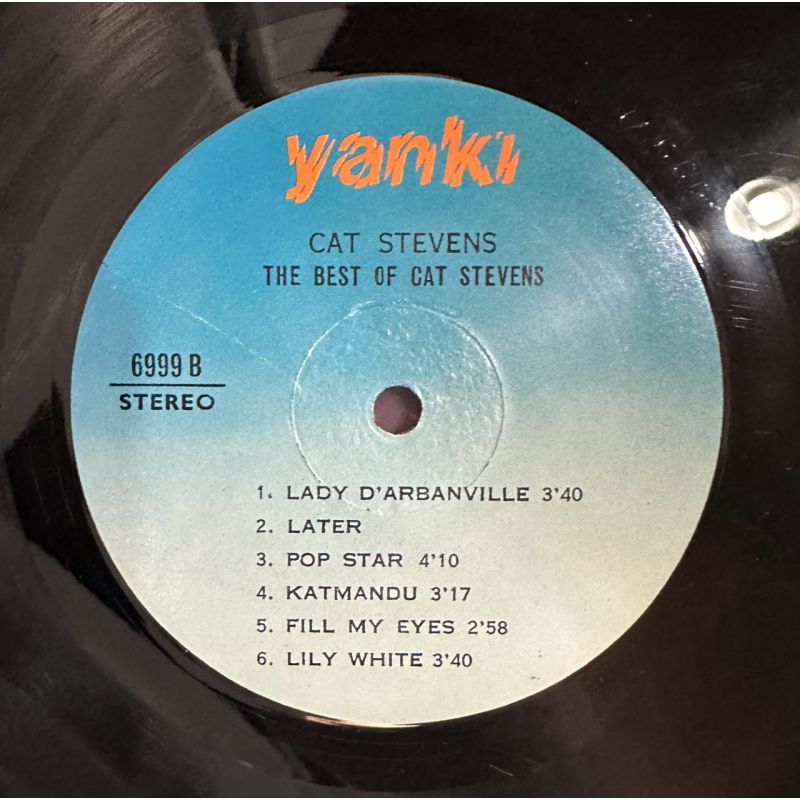 yanki
CAT STEVENS
THE BEST OF CAT STEVENS
6999 B
STEREO
1. LADY D'ARBANVILLE 3'40
2. LATER
3. POP STAR 4'10
4. KATMANDU 3'17
5. FILL MY EYES 2'58
6. LILY WHITE 3'40